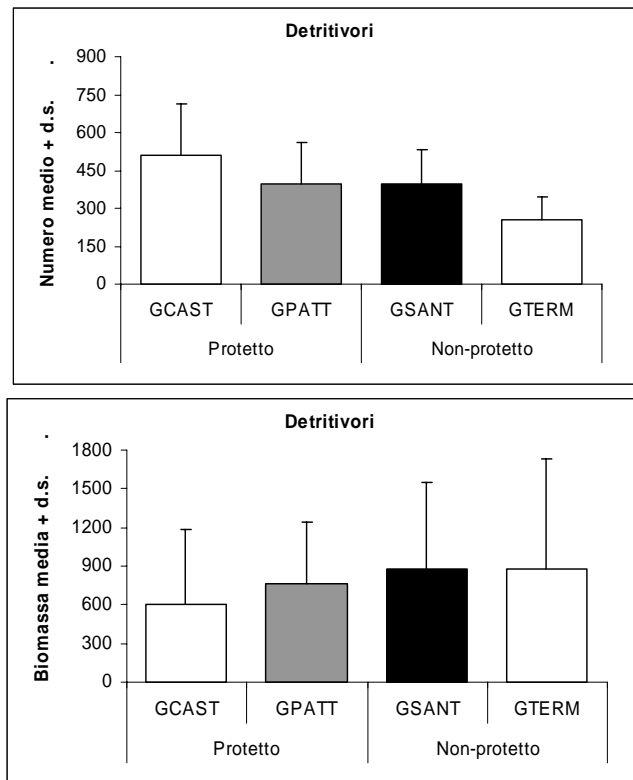 Detritivori
Numero medio + d.s. .
900
750
600
450
300
150
0
GCAST GPATT GSANT GTERM
Protetto Non-protetto
Detritivori
Biomassa media + d.s. .
1800
1500
1200
900
600
300
0
GCAST GPATT GSANT GTERM
Protetto Non-protetto